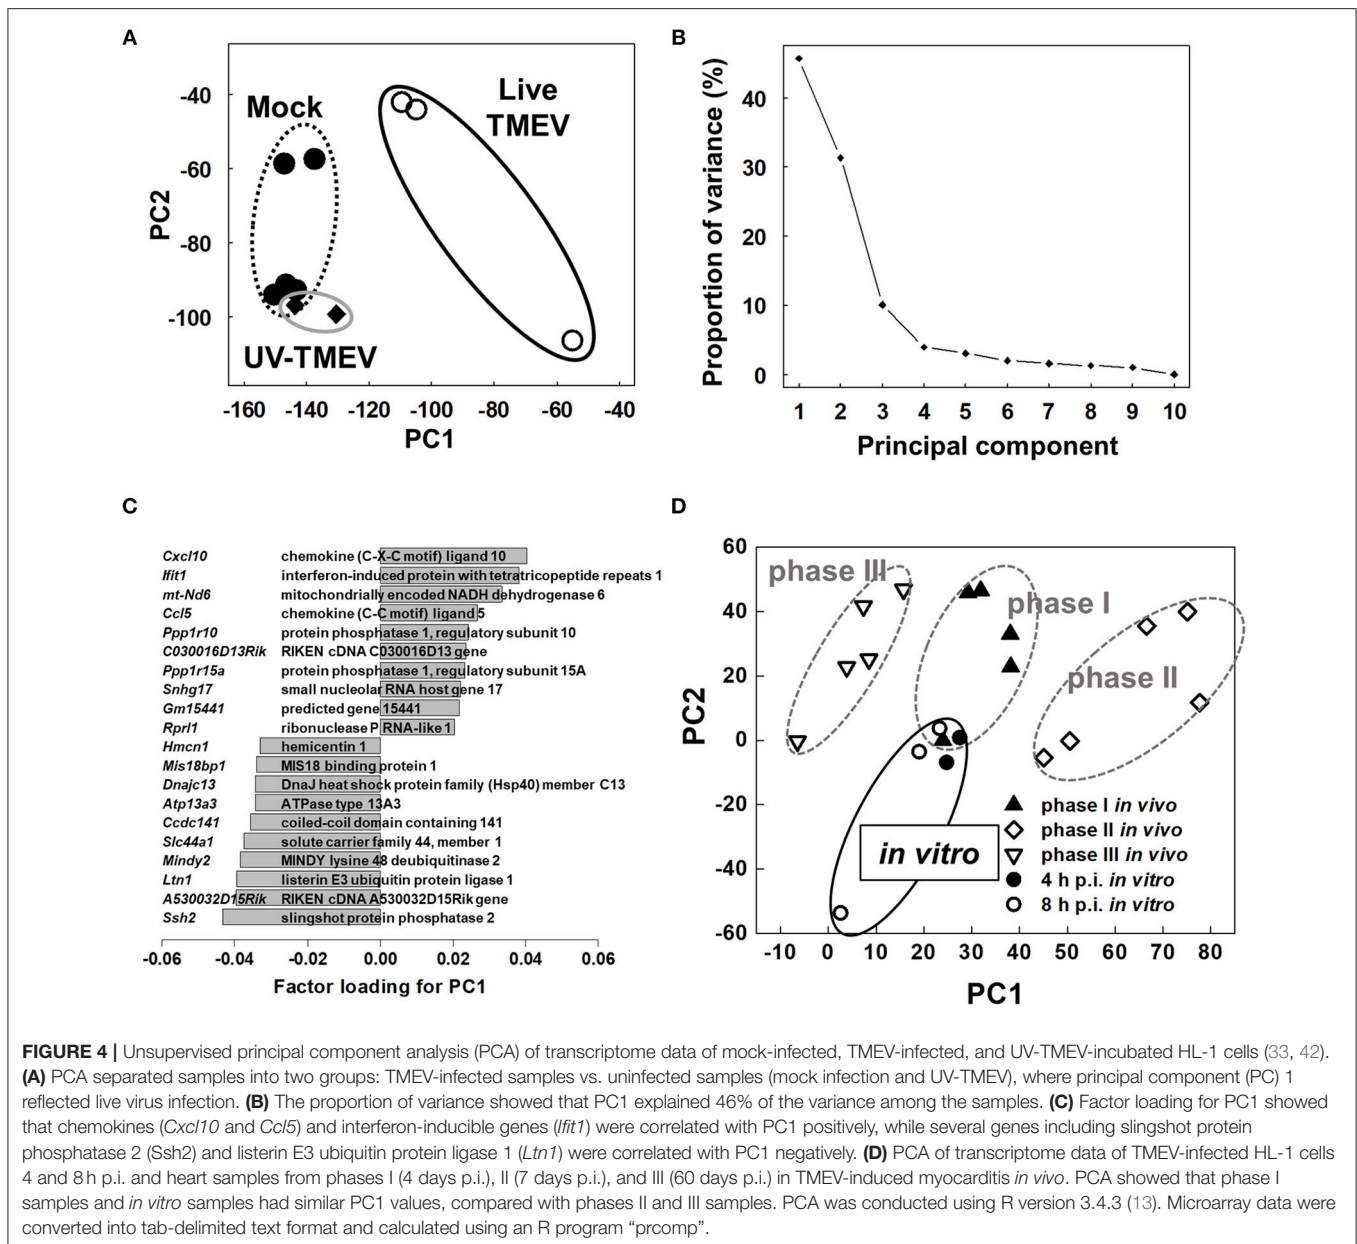 A
Mock
Live
TMEV
UV-TMEV
-40
-60
-80
-100
PC2
-160 -140 -120 -100 -80 -60 -40
PC1
B
Proportion of variance (%)
40
30
20
10
0
1 2 3 4 5 6 7 8 9 10
Principal component
C
Cxcl10 chemokine (C-X-C motif) ligand 10
Ifit1 interferon-induced protein with tetratricopeptide repeats 1
mt-Nd6 mitochondrially encoded NADH dehydrogenase 6
Ccl5 chemokine (C-C motif) ligand 5
Ppp1r10 protein phosphatase 1, regulatory subunit 10
C030016D13Rik RIKEN cDNA C030016D13 gene
Ppp1r15a protein phosphatase 1, regulatory subunit 15A
Snhg17 small nucleolar RNA host gene 17
Gm15441 predicted gene 15441
Rprl1 ribonuclease P RNA-like 1
Hmcn1 hemicentin 1
Mis18bp1 MIS18 binding protein 1
Dnajc13 DnaJ heat shock protein family (Hsp40) member C13
Atp13a3 ATPase type 13A3
Ccdc141 coiled-coil domain containing 141
Slc44a1 solute carrier family 44, member 1
Mindy2 MINDY lysine 48 deubiquitinase 2
Ltn1 listerin E3 ubiquitin protein ligase 1
A530032D15Rik RIKEN cDNA A530032D15Rik gene
Ssh2 slingshot protein phosphatase 2
-0.06 -0.04 -0.02 0.00 0.02 0.04 0.06
Factor loading for PC1
D
60
40
20
0
-20
-40
-60
PC2
phase III
phase I
phase II
in vitro
phase I in vivo
phase II in vivo
phase III in vivo
4 h p.i. in vitro
8 h p.i. in vitro
-10 0 10 20 30 40 50 60 70 80
PC1
FIGURE 4 | Unsupervised principal component analysis (PCA) of transcriptome data of mock-infected, TMEV-infected, and UV-TMEV-incubated HL-1 cells (33, 42).
(A) PCA separated samples into two groups: TMEV-infected samples vs. uninfected samples (mock infection and UV-TMEV), where principal component (PC) 1
reflected live virus infection. (B) The proportion of variance showed that PC1 explained 46% of the variance among the samples. (C) Factor loading for PC1 showed
that chemokines (Cxcl10 and Ccl5) and interferon-inducible genes (Ifit1) were correlated with PC1 positively, while several genes including slingshot protein
phosphatase 2 (Ssh2) and listerin E3 ubiquitin protein ligase 1 (Ltn1) were correlated with PC1 negatively. (D) PCA of transcriptome data of TMEV-infected HL-1 cells
4 and 8 h p.i. and heart samples from phases I (4 days p.i.), II (7 days p.i.), and III (60 days p.i.) in TMEV-induced myocarditis in vivo. PCA showed that phase I
samples and in vitro samples had similar PC1 values, compared with phases II and III samples. PCA was conducted using R version 3.4.3 (13). Microarray data were
converted into tab-delimited text format and calculated using an R program “prcomp”.